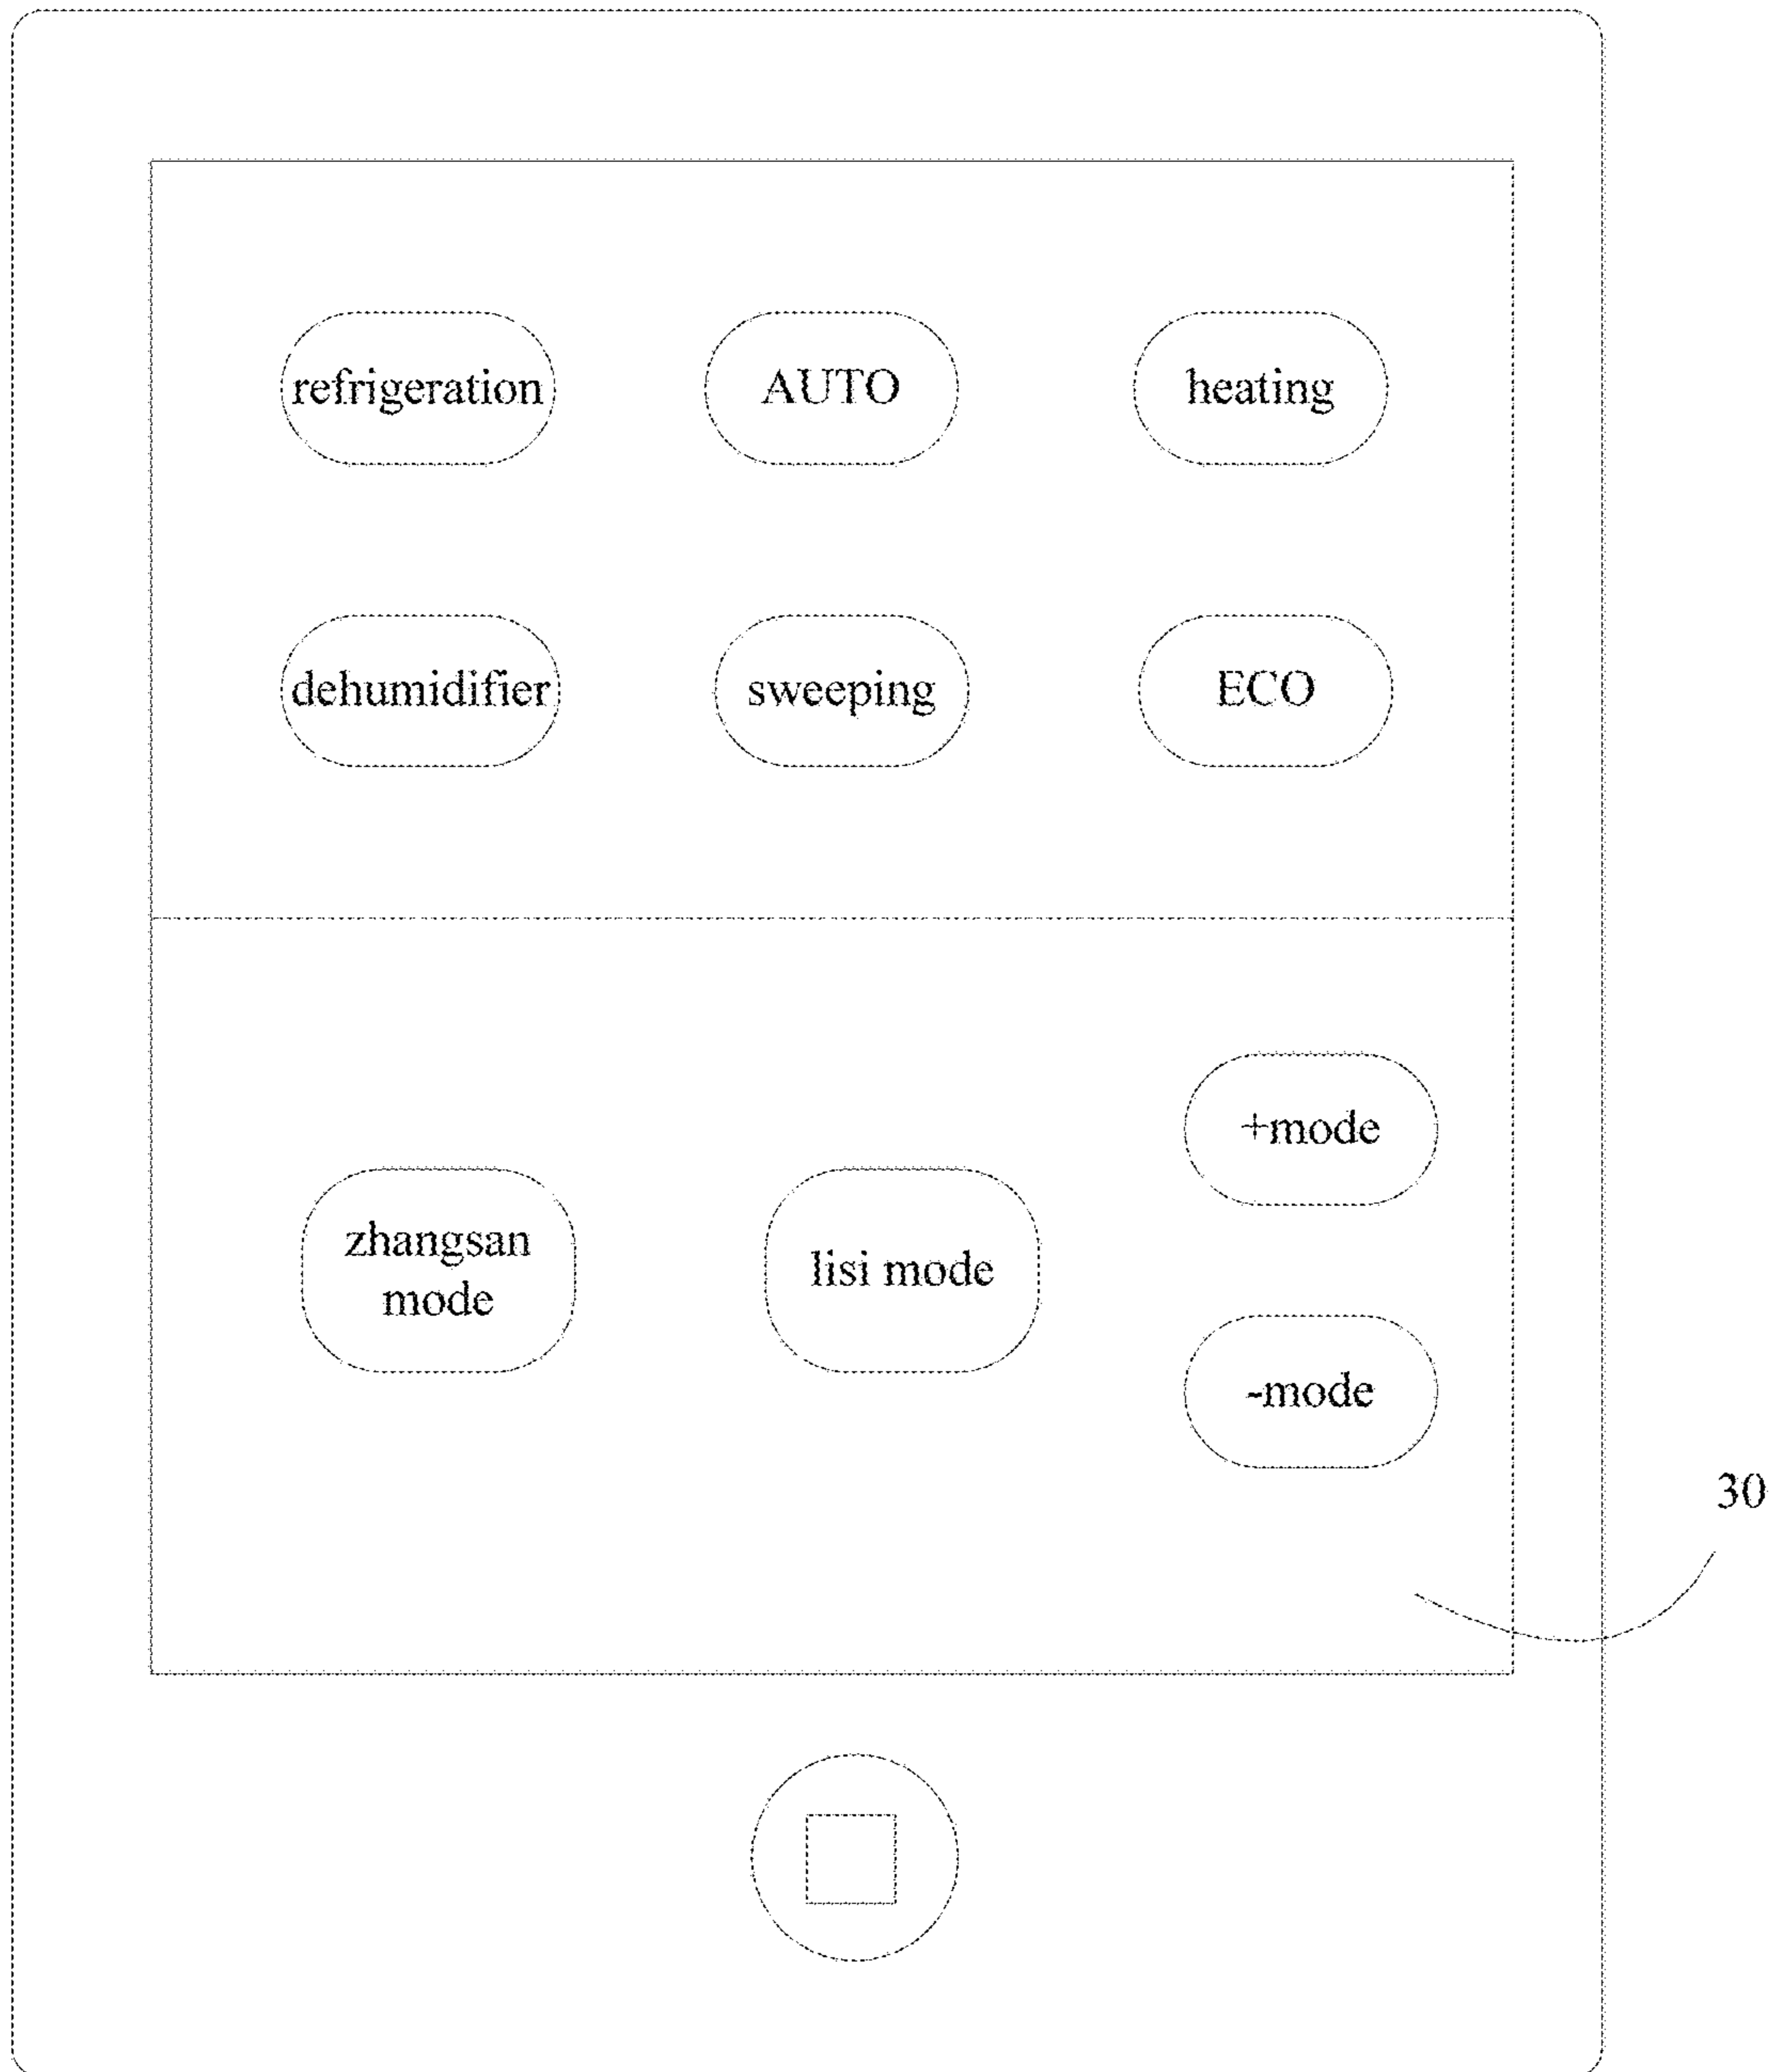 refrigeration
AUTO
heating
dehumidifier
sweeping
ECO
zhangsan
mode
lisi mode
+mode
-mode
30